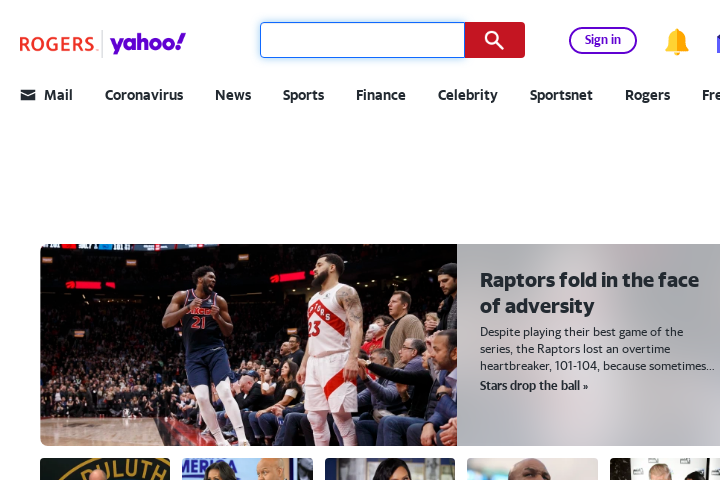 ROGERS yahoo!
Sign in
Mail Coronavirus News Sports Finance Celebrity Sportsnet Rogers Fre
Raptors fold in the face
of adversity
Despite playing their best game of the
series, the Raptors lost an overtime
heartbreaker, 101-104, because sometimes...
Stars drop the ball »
21
23
DULUTH
MERICA